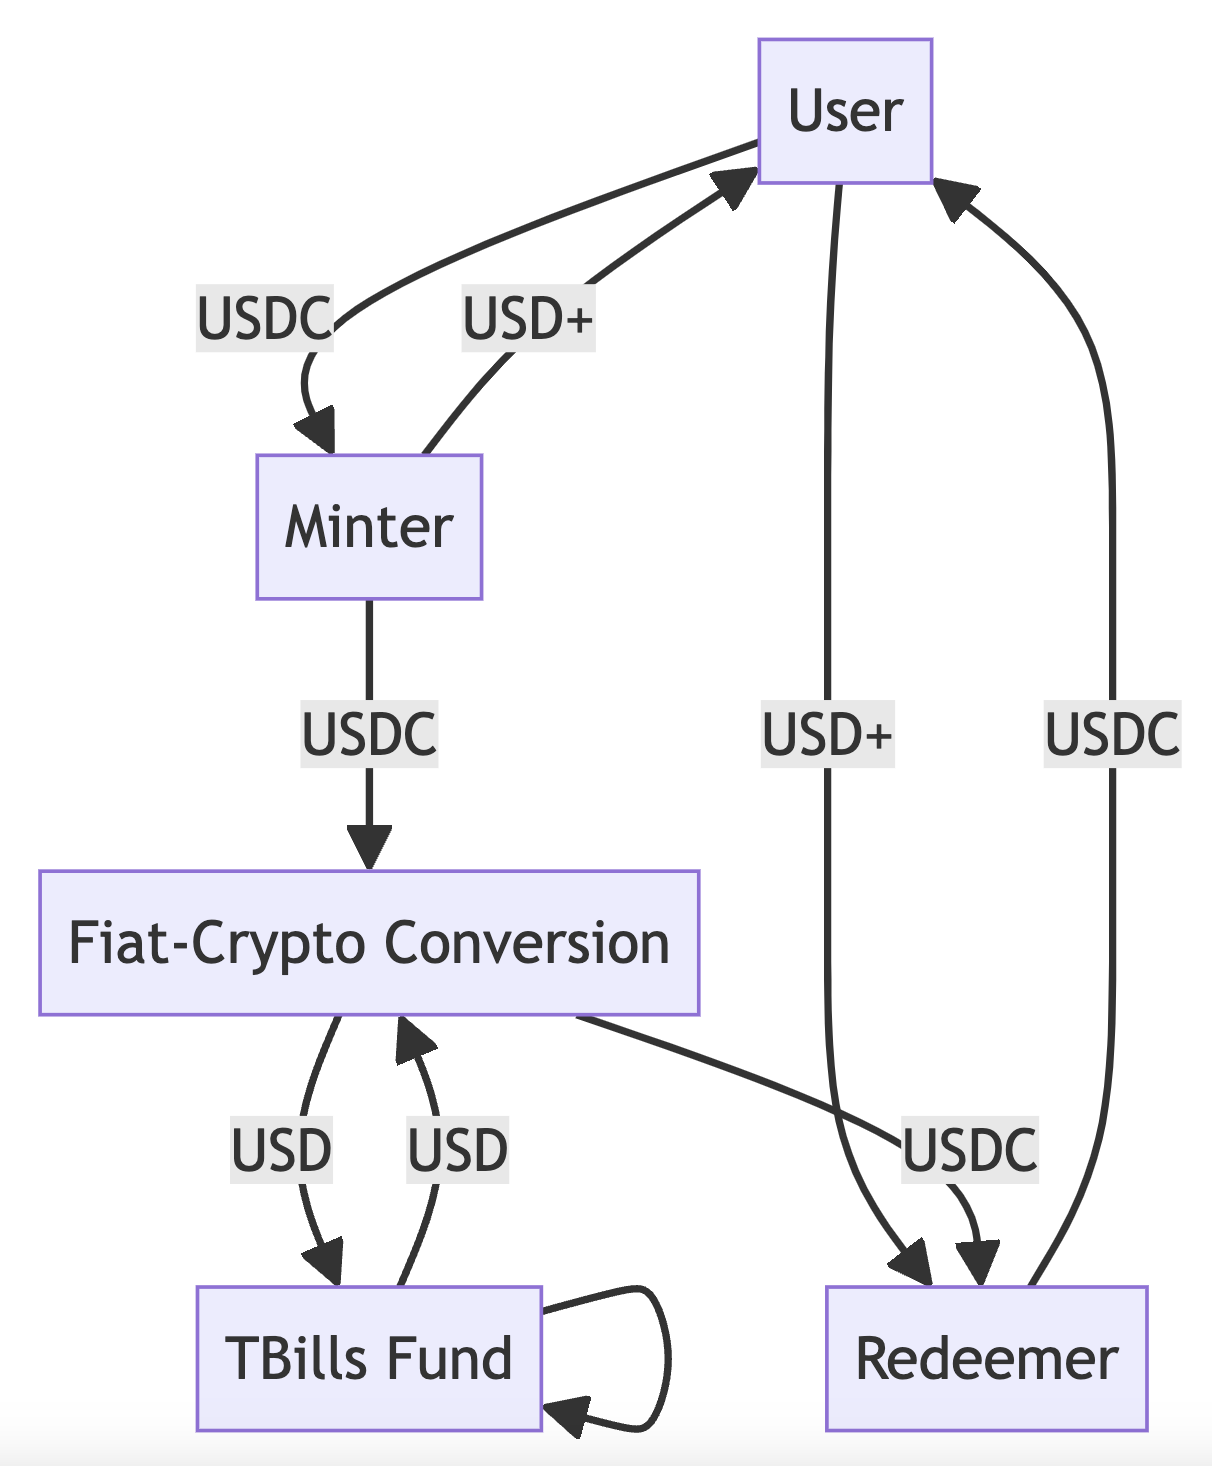 User
USDC
USD+
Minter
USDC
USD+
USDC
Fiat-Crypto Conversion
USD
USD
USDC
TBills Fund
Redeemer